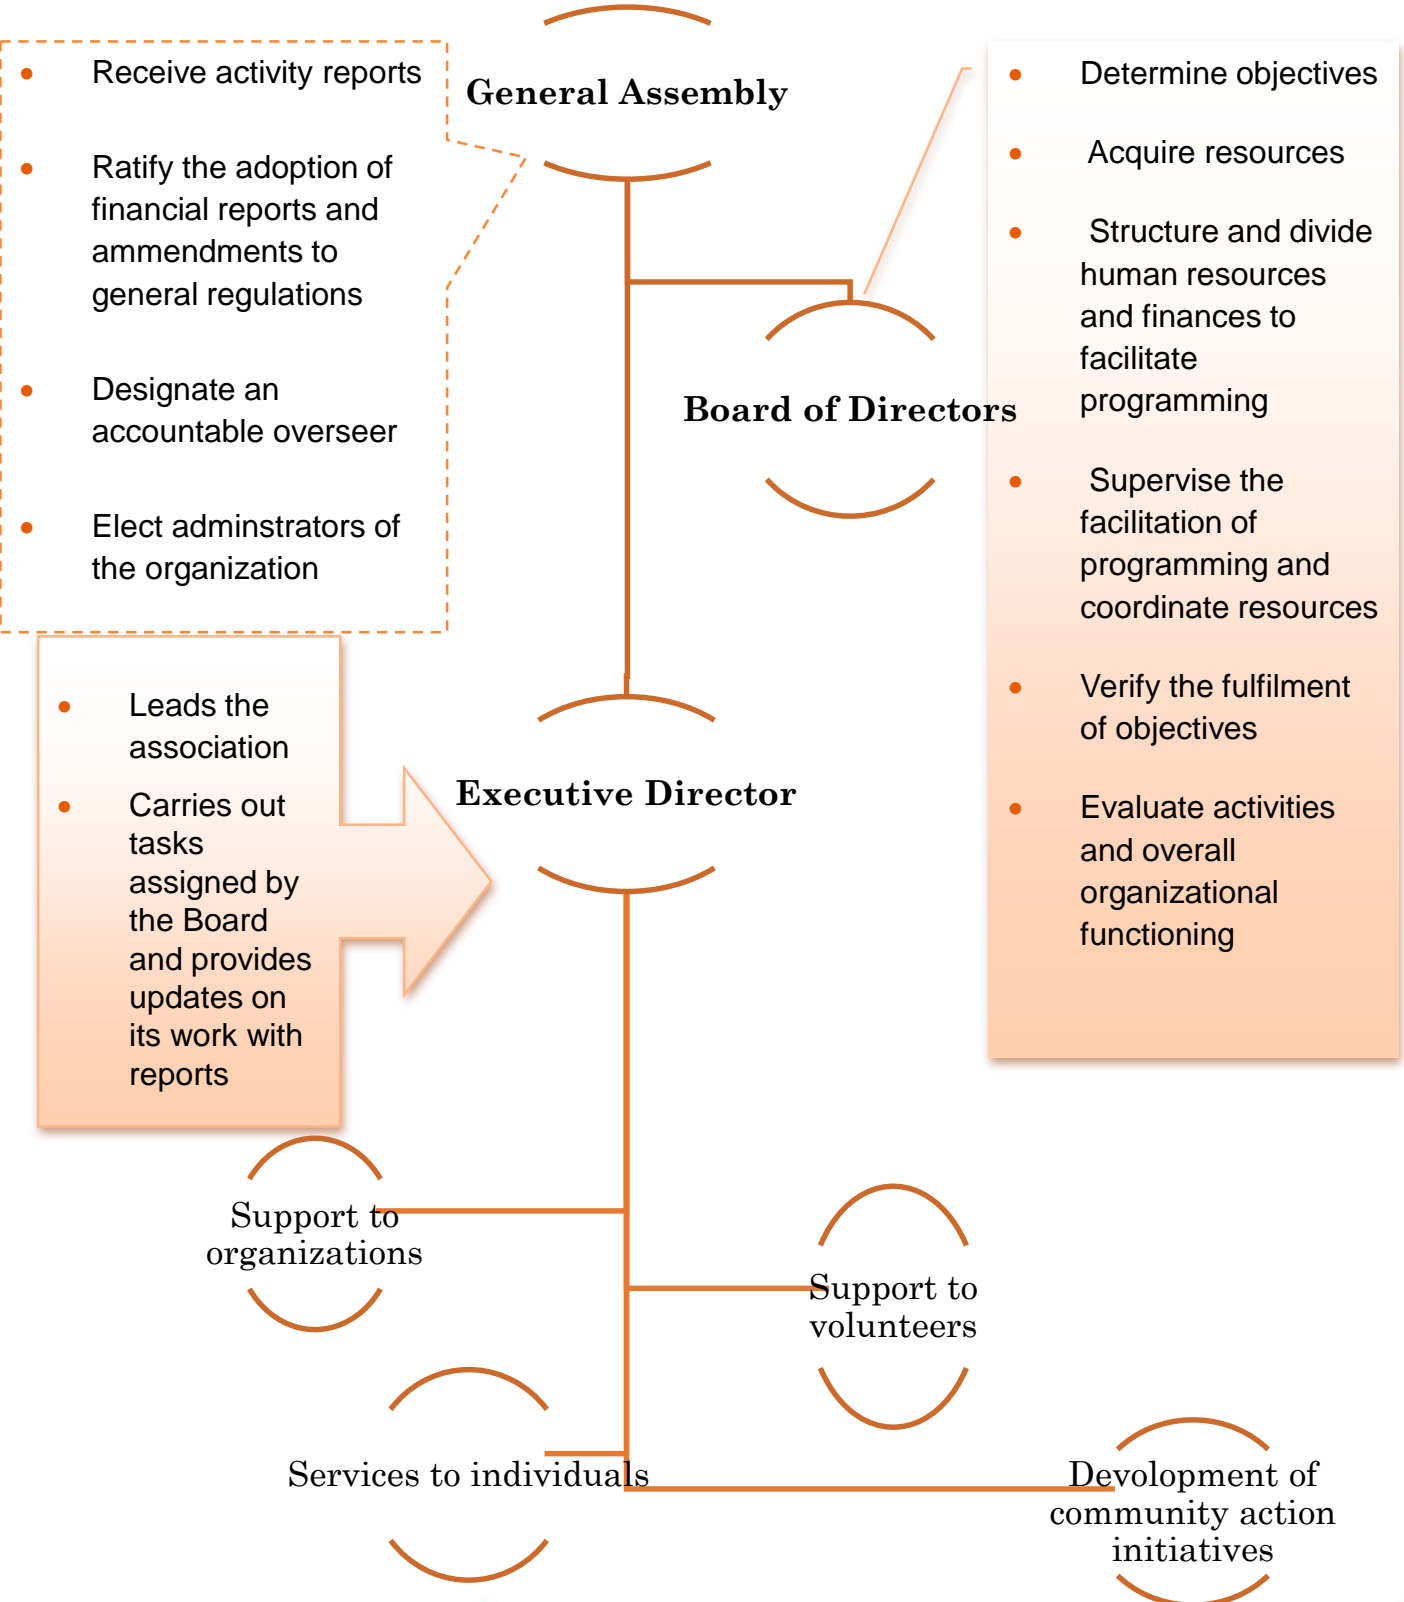 General Assembly
Receive activity reports
Ratify the adoption of
financial reports and
ammendments to
general regulations
Designate an
accountable overseer
Elect adminstrators of
the organization
Board of Directors
Determine objectives
Acquire resources
Structure and divide
human resources
and finances to
facilitate
programming
Supervise the
facilitation of
programming and
coordinate resources
Verify the fulfilment
of objectives
Evaluate activities
and overall
organizational
functioning
Executive Director
Leads the
association
Carries out
tasks
assigned by
the Board
and provides
updates on
its work with
reports
Support to
organizations
Support to
volunteers
Services to individuals
Devolopment of
community action
initiatives